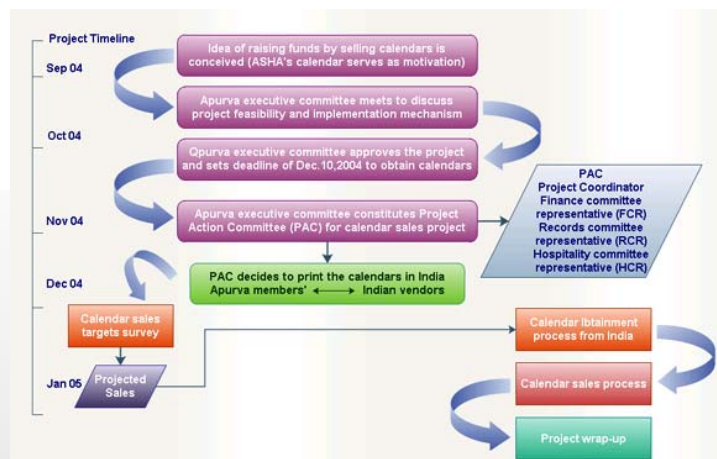 Project Timeline
Sep 04
Oct 04
Nov 04
Dec 04
Jan 05
Idea of raising funds by selling calendars is
conceived (ASHA's calendar serves as motivation)
Apurva executive committee meets to discuss
project feasibility and implementation mechanism
Qpurva executive committee approves the project
and sets deadline of Dec.10,2004 to obtain calendars
Apurva executive committee constitutes Project
Action Committee (PAC) for calendar sales project
PAC
Project Coordinator
Finance committee
representative (FCR)
Records committee
representative (RCR)
Hospitality committee
representative (HCR)
PAC decides to print the calendars in India
Apurva members' Indian vendors
Calendar sales
targets survey
Projected
Sales
Calendar Ibtainment
process from India
Calendar sales process
Project wrap-up